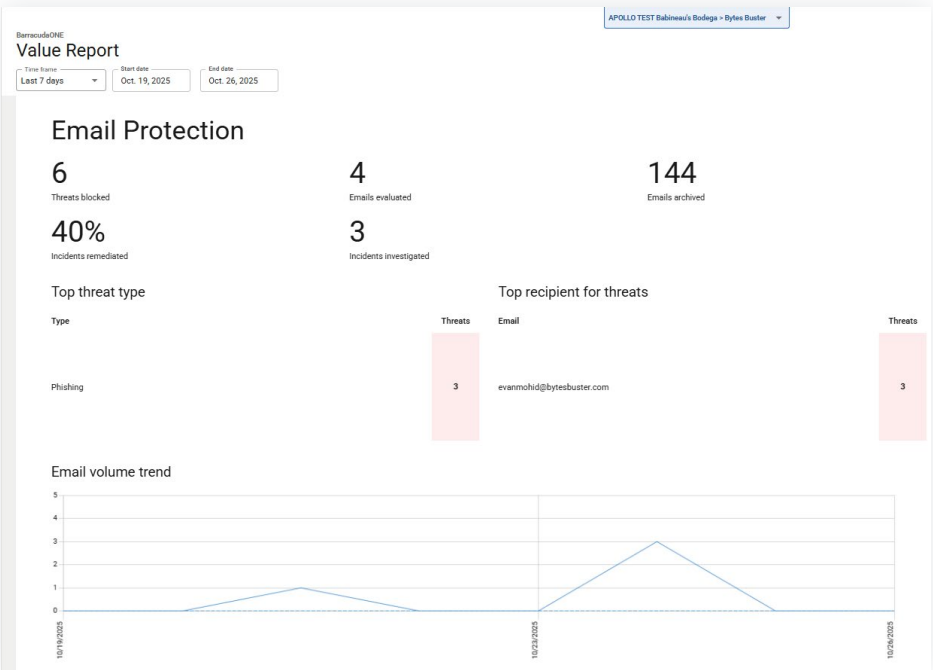 APOLLO TEST Babineau's Bodega > Bytes Buster
BarracudaONE
Value Report
Time frame
Last 7 days
Start date
Oct. 19, 2025
End date
Oct. 26, 2025
Email Protection
6
Threats blocked
4
Emails evaluated
144
Emails archived
40%
Incidents remediated
3
Incidents investigated
Top threat type
Type Threats
Phishing 3
Top recipient for threats
Email Threats
evanmohid@bytesbuster.com 3
Email volume trend
5
4
3
2
1
0
10/19/2025
10/23/2025
10/26/2025